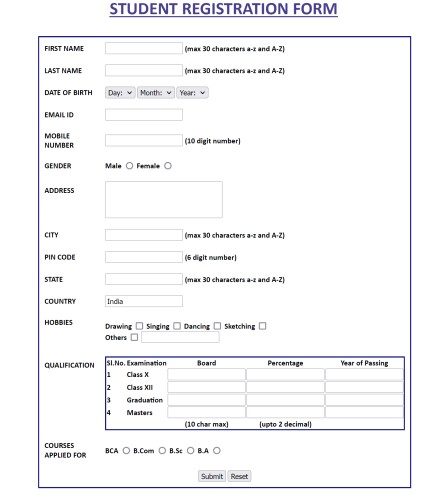 STUDENT REGISTRATION FORM
FIRST NAME (max 30 characters a-z and A-Z)
LAST NAME (max 30 characters a-z and A-Z)
DATE OF BIRTH Day: Month: Year:
EMAIL ID
MOBILE
NUMBER (10 digit number)
GENDER Male Female
ADDRESS
CITY (max 30 characters a-z and A-Z)
PIN CODE (6 digit number)
STATE (max 30 characters a-z and A-Z)
COUNTRY India
HOBBIES
Drawing Singing Dancing Sketching
Others
QUALIFICATION
Sl.No. Examination Board Percentage Year of Passing
1 Class X
2 Class XII
3 Graduation
4 Masters
(10 char max) (upto 2 decimal)
COURSES
APPLIED FOR BCA B.Com B.Sc B.A
Submit Reset